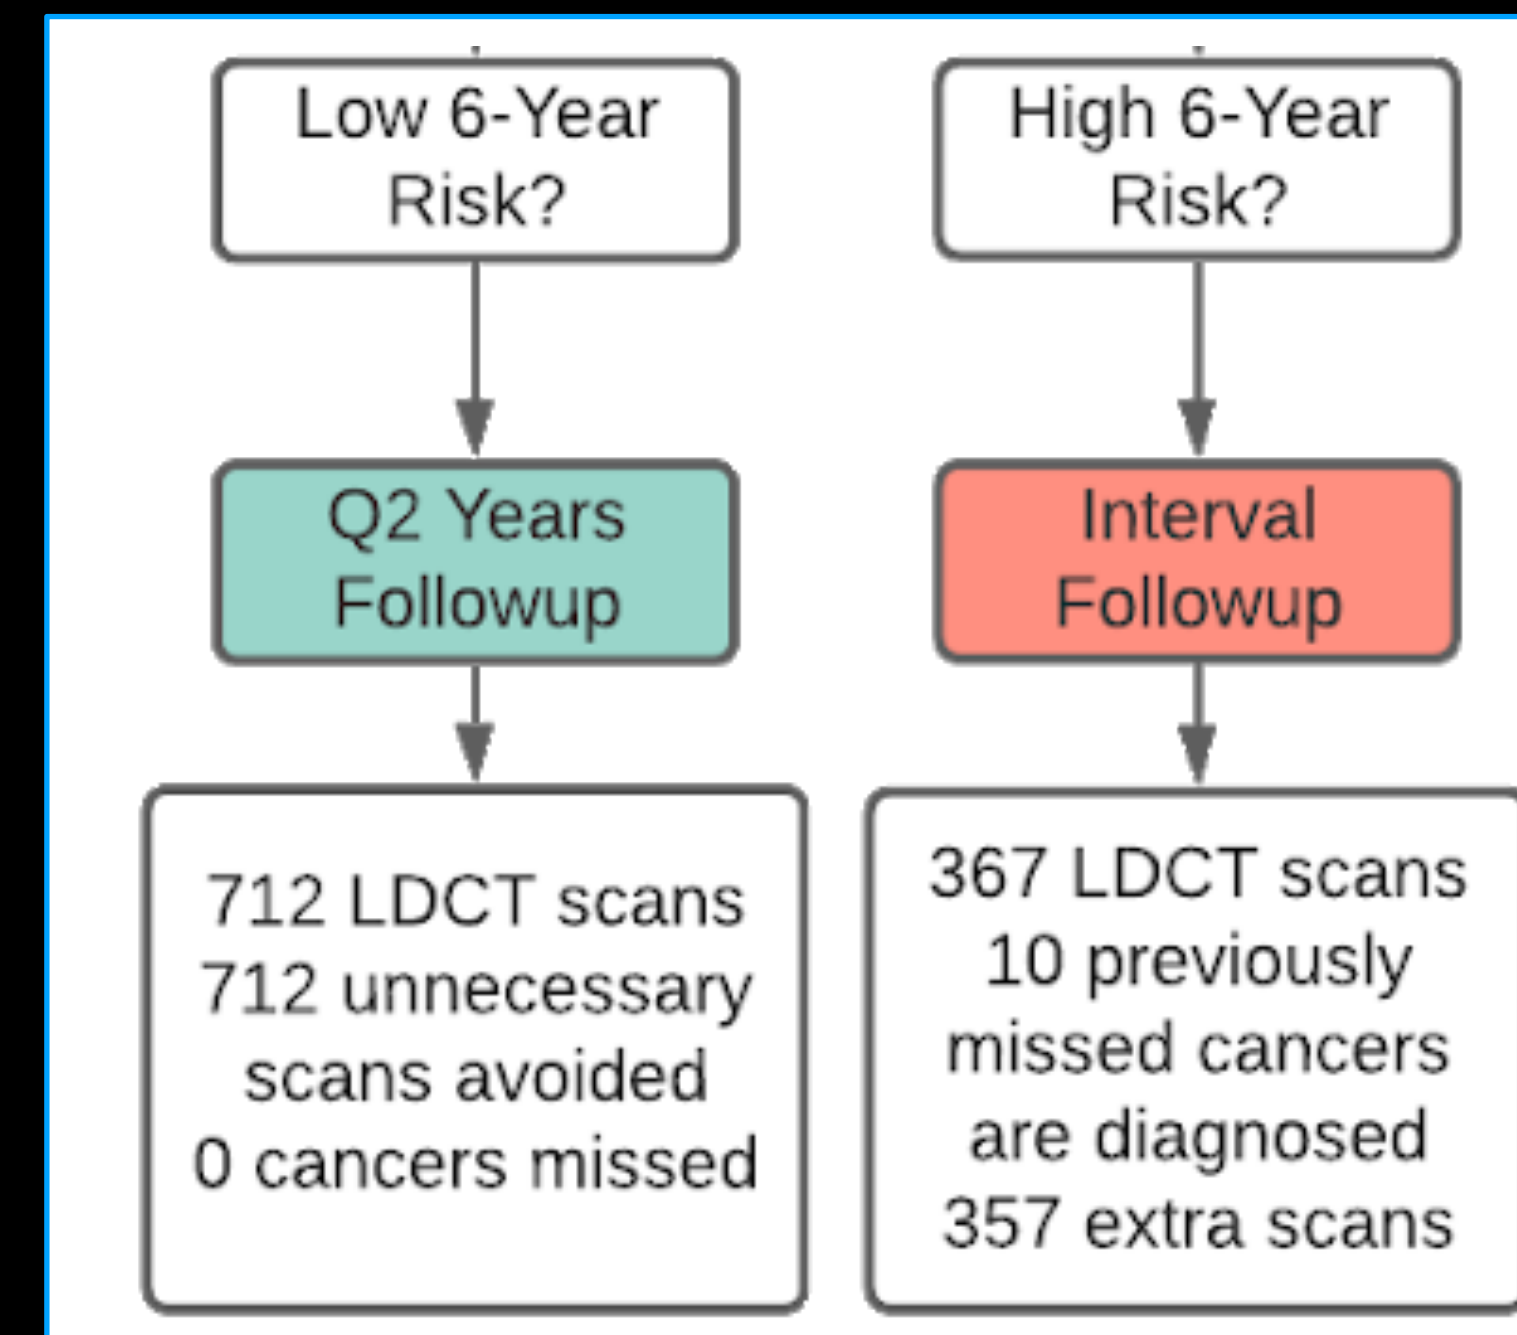 Low 6-Year
Risk?
Q2 Years
Followup
712 LDCT scans
712 unnecessary
scans avoided
0 cancers missed
High 6-Year
Risk?
Interval
Followup
367 LDCT scans
10 previously
missed cancers
are diagnosed
357 extra scans